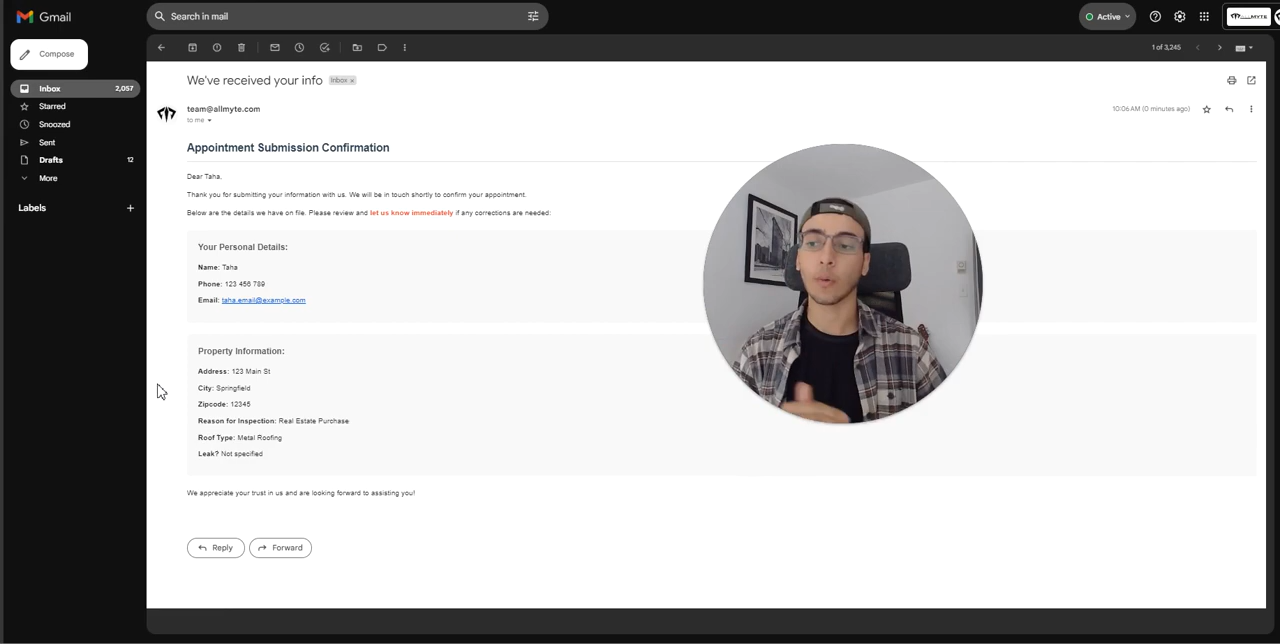 Gmail
Search in mail
Active
Compose
1 of 3,245
Inbox 2,057
Starred
Snoozed
Sent
Drafts 12
More
Labels
We've received your info Inbox x
team@allmyte.com
to me
10:06 AM (0 minutes ago)
Appointment Submission Confirmation
Dear Taha,
Thank you for submitting your information with us. We will be in touch shortly to confirm your appointment.
Below are the details we have on file. Please review and let us know immediately if any corrections are needed:
Your Personal Details:
Name: Taha
Phone: 123 456 789
Email: taha.email@example.com
Property Information:
Address: 123 Main St
City: Springfield
Zipcode: 12345
Reason for Inspection: Real Estate Purchase
Roof Type: Metal Roofing
Leak? Not specified
We appreciate your trust in us and are looking forward to assisting you!
Reply
Forward